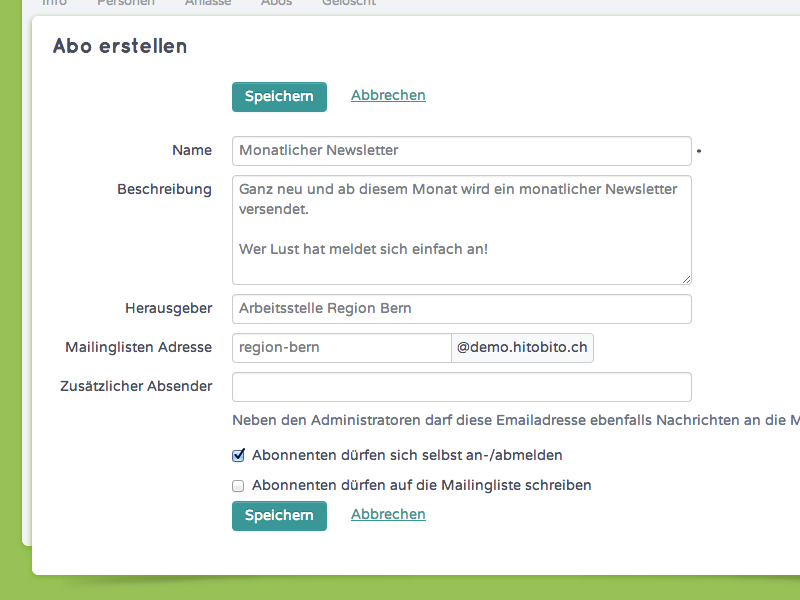 Info Personen Anlässe Abos Gelöscht
Abo erstellen
Speichern Abbrechen
Name Monatlicher Newsletter *
Beschreibung Ganz neu und ab diesem Monat wird ein monatlicher Newsletter
versendet.
Wer Lust hat meldet sich einfach an!
Herausgeber Arbeitsstelle Region Bern
Mailinglisten Adresse region-bern @demo.hitobito.ch
Zusätzlicher Absender
Neben den Administratoren darf diese Emailadresse ebenfalls Nachrichten an die M
Abonnenten dürfen sich selbst an-/abmelden
Abonnenten dürfen auf die Mailingliste schreiben
Speichern Abbrechen